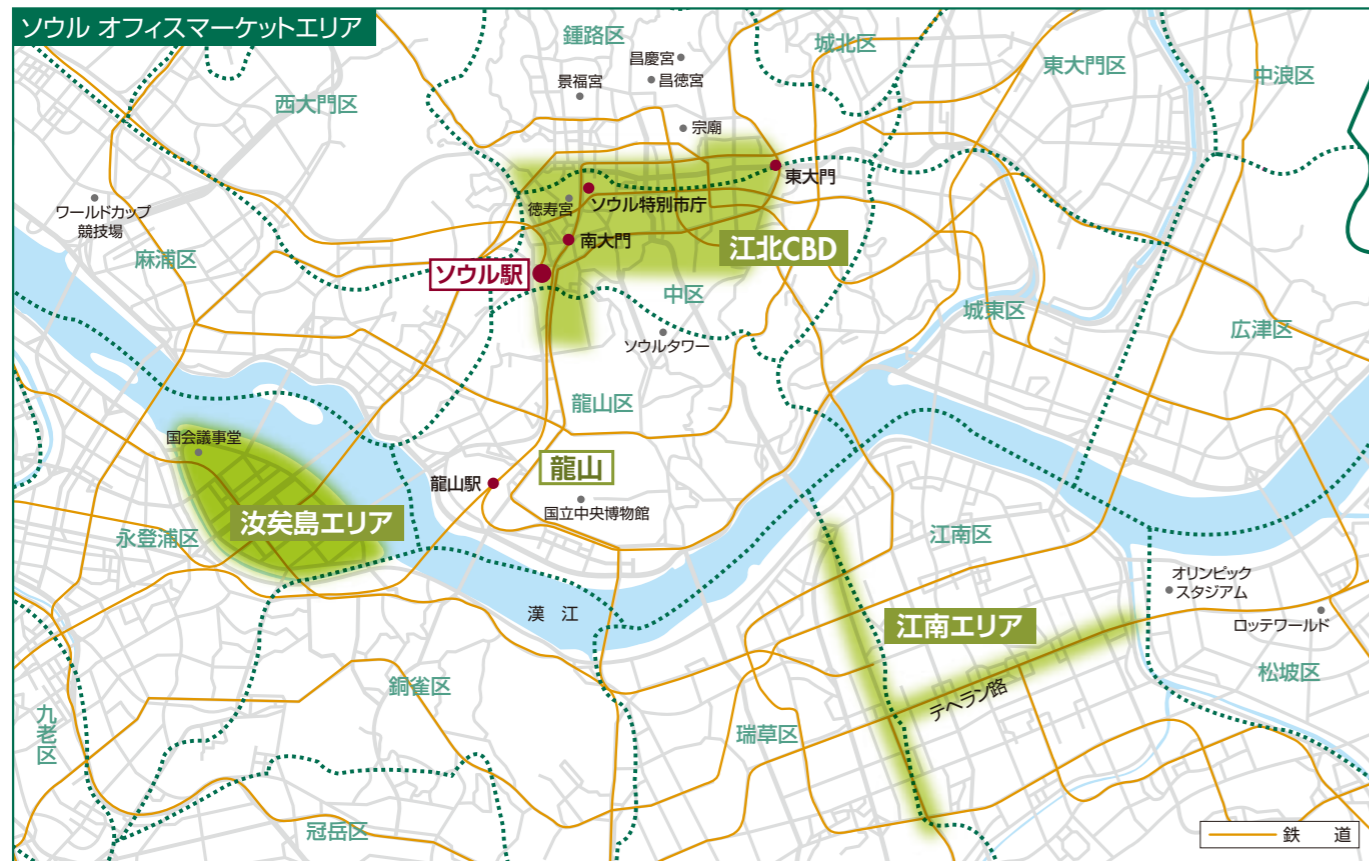 ソウル オフィスマーケットエリア
鍾路区
城北区
昌慶宮
昌徳宮
景福宮
東大門区
中浪区
西大門区
宗廟
東大門
ワールドカップ
競技場
徳寿宮
ソウル特別市庁
南大門
江北CBD
麻浦区
ソウル駅
中区
城東区
広津区
ソウルタワー
龍山区
国会議事堂
龍山
龍山駅
国立中央博物館
汝矣島エリア
永登浦区
江南区
オリンピック
スタジアム
漢 江
江南エリア
ロッテワールド
松坡区
銅雀区
テヘラン路
九老区
瑞草区
冠岳区
鉄 道